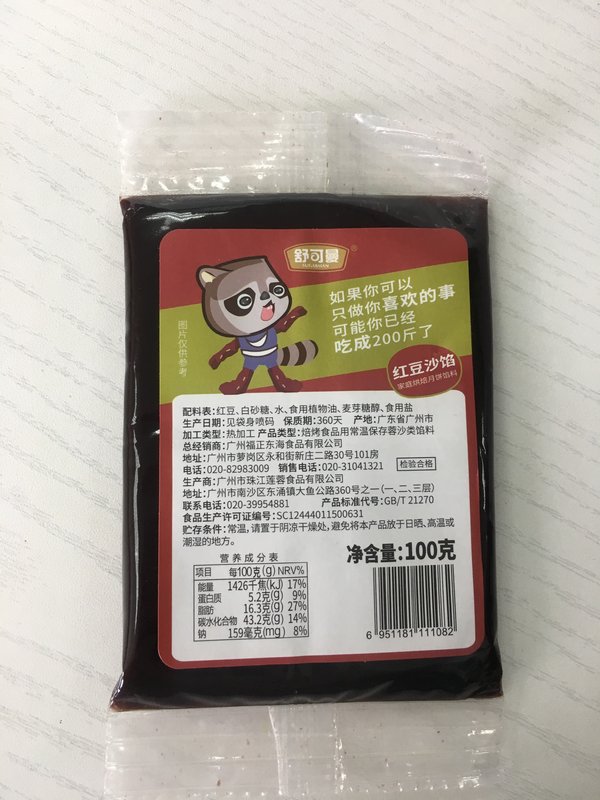 舒可曼
®
SUGARMAN
如果你可以
只做你喜欢的事
可能你已经
吃成200斤了
图片仅供参考
红豆沙馅
家庭烘焙月饼馅料
配料表:红豆、白砂糖、水、食用植物油、麦芽糖醇、食用盐
生产日期:见袋身喷码 保质期:360天 产地:广东省广州市
加工类型:热加工 产品类型:焙烤食品用常温保存蓉沙类馅料
总经销商:广州福正东海食品有限公司
地址:广州市萝岗区永和街新庄二路30号101房
电话:020-82983009 销售电话:020-31041321 检验合格
生产商:广州市珠江莲蓉食品有限公司
地址:广州市南沙区东涌镇大鱼公路360号之一(一、二、三层)
联系电话:020-39954881 产品标准代号:GB/T 21270
食品生产许可证编号:SC12444011500631
贮存条件:常温,请置于阴凉干燥处,避免将本产品放于日晒、高温或
潮湿的地方。
营养成分表
项目 每100克(g) NRV%
能量 1426千焦(kJ) 17%
蛋白质 5.2克(g) 9%
脂肪 16.3克(g) 27%
碳水化合物 43.2克(g) 14%
钠 159毫克(mg) 8%
净含量:100克
6 951181 111082